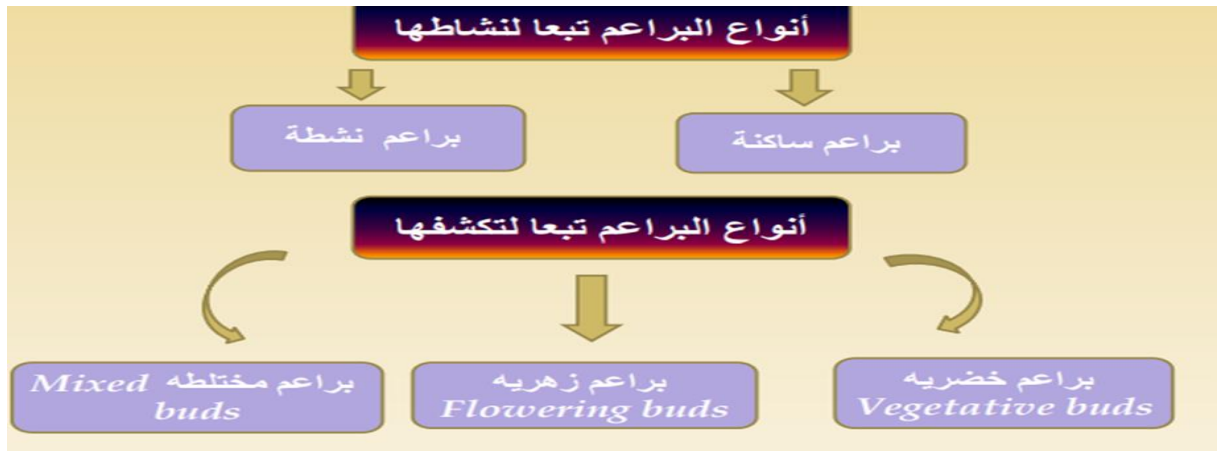 أنواع البراعم تبعا لنشاطها
براعم ساكنة
براعم نشطة
أنواع البراعم تبعا لتكشفها
براعم خضريه
Vegetative buds
براعم زهريه
Flowering buds
براعم مختلطه Mixed
buds